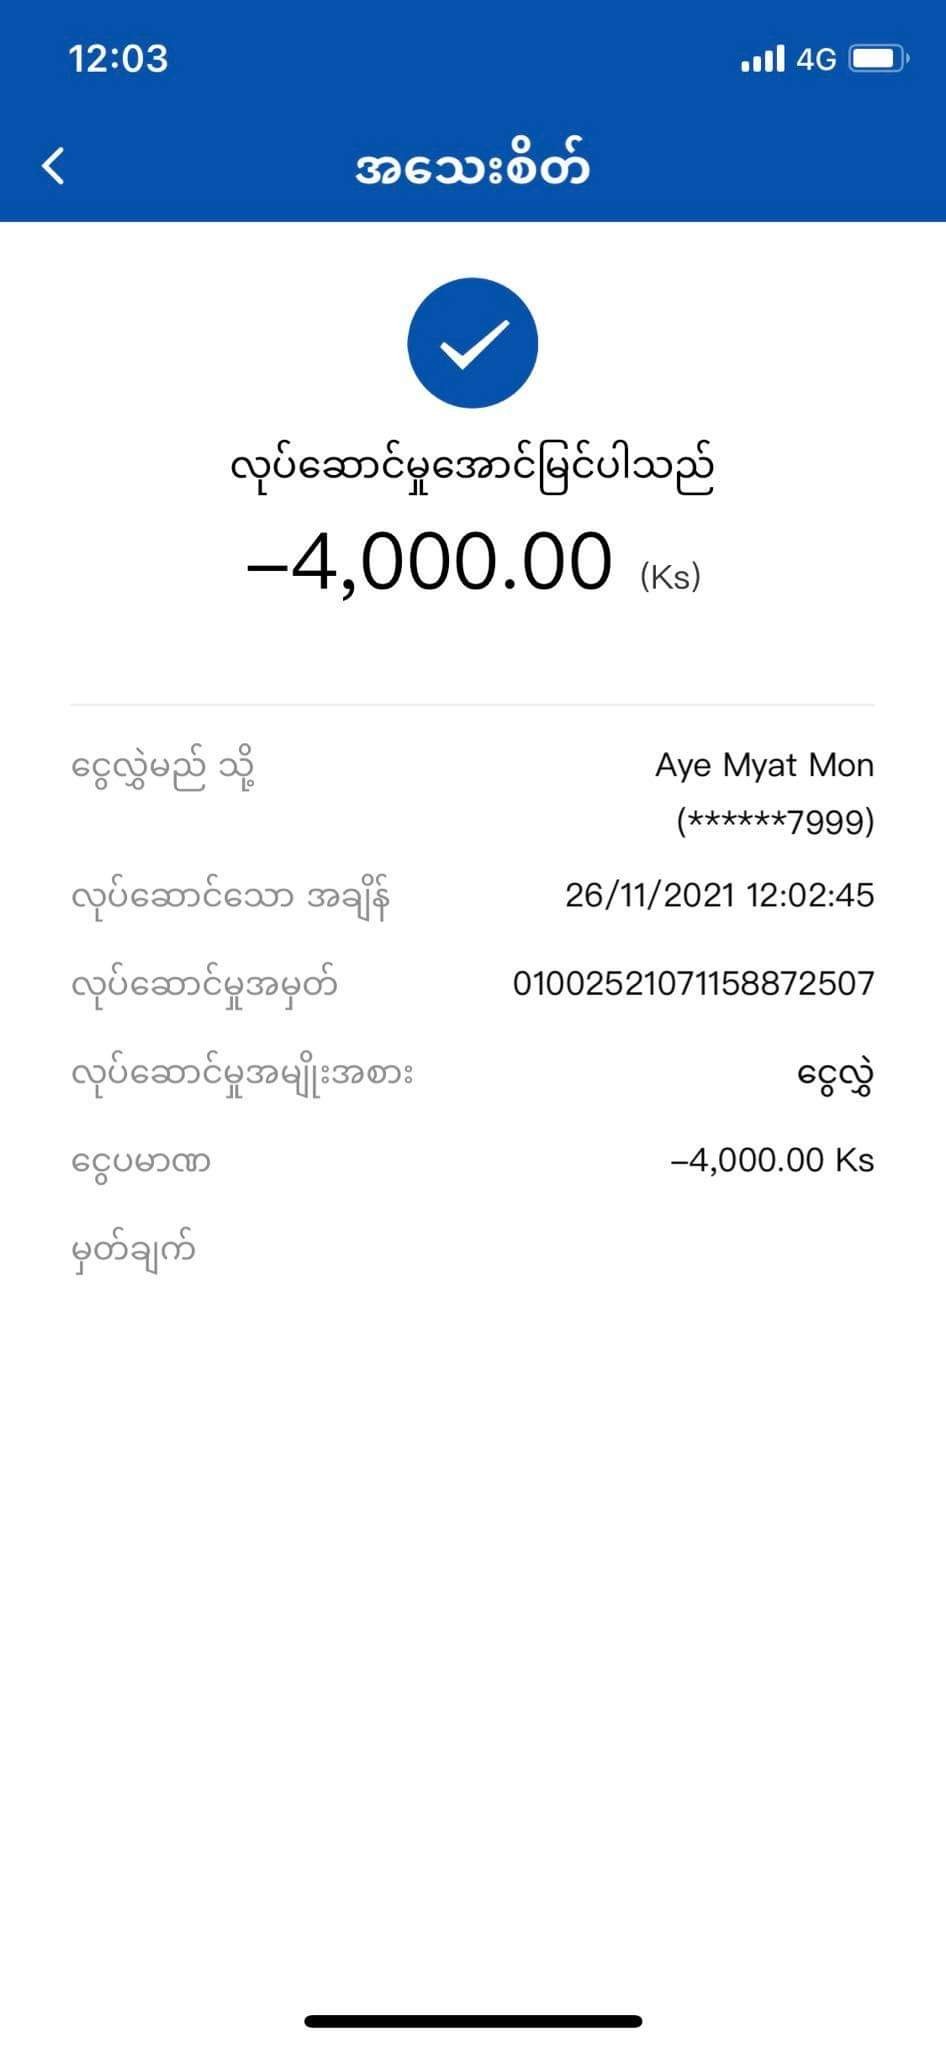 12:03
4G
အသေးစိတ်
လုပ်ဆောင်မှုအောင်မြင်ပါသည်
–4,000.00 (Ks)
ငွေလွှဲမည် သို့ Aye Myat Mon
(******7999)
လုပ်ဆောင်သော အချိန် 26/11/2021 12:02:45
လုပ်ဆောင်မှုအမှတ် 01002521071158872507
လုပ်ဆောင်မှုအမျိုးအစား ငွေလွှဲ
ငွေပမာဏ –4,000.00 Ks
မှတ်ချက်